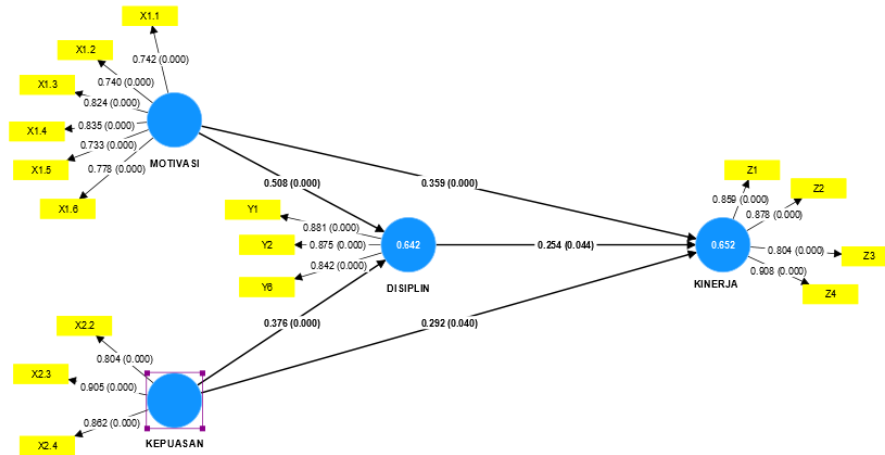 X1.1
X1.2
X1.3
X1.4
X1.5
X1.6
0.742 (0.000)
0.740 (0.000)
0.824 (0.000)
0.835 (0.000)
0.733 (0.000)
0.778 (0.000)
MOTIVASI
0.508 (0.000)
0.359 (0.000)
Y1
Y2
Y6
0.881 (0.000)
0.875 (0.000)
0.842 (0.000)
0.642
DISIPLIN
0.254 (0.044)
0.376 (0.000)
0.292 (0.040)
X2.2
X2.3
X2.4
0.804 (0.000)
0.905 (0.000)
0.862 (0.000)
KEPUASAN
Z1
Z2
Z3
Z4
0.859 (0.000)
0.878 (0.000)
0.804 (0.000)
0.908 (0.000)
0.652
KINERJA